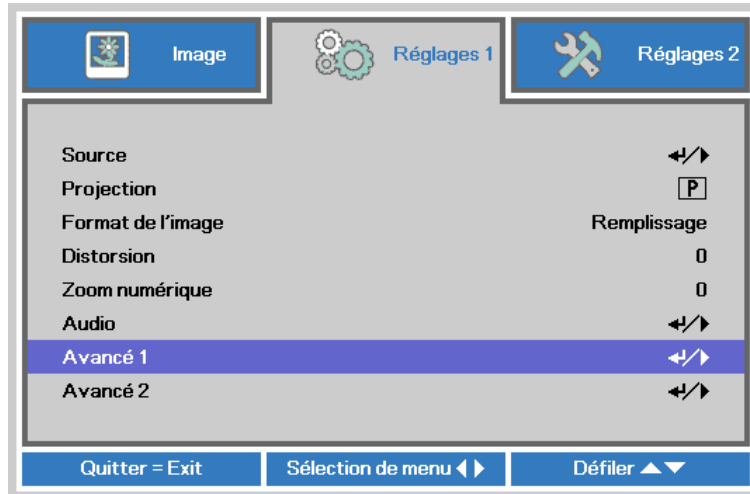 Image
Réglages 1
Réglages 2
Source
Projection P
Format de l'image Remplissage
Distorsion 0
Zoom numérique 0
Audio
Avancé 1
Avancé 2
Quitter = Exit
Sélection de menu
Défiler